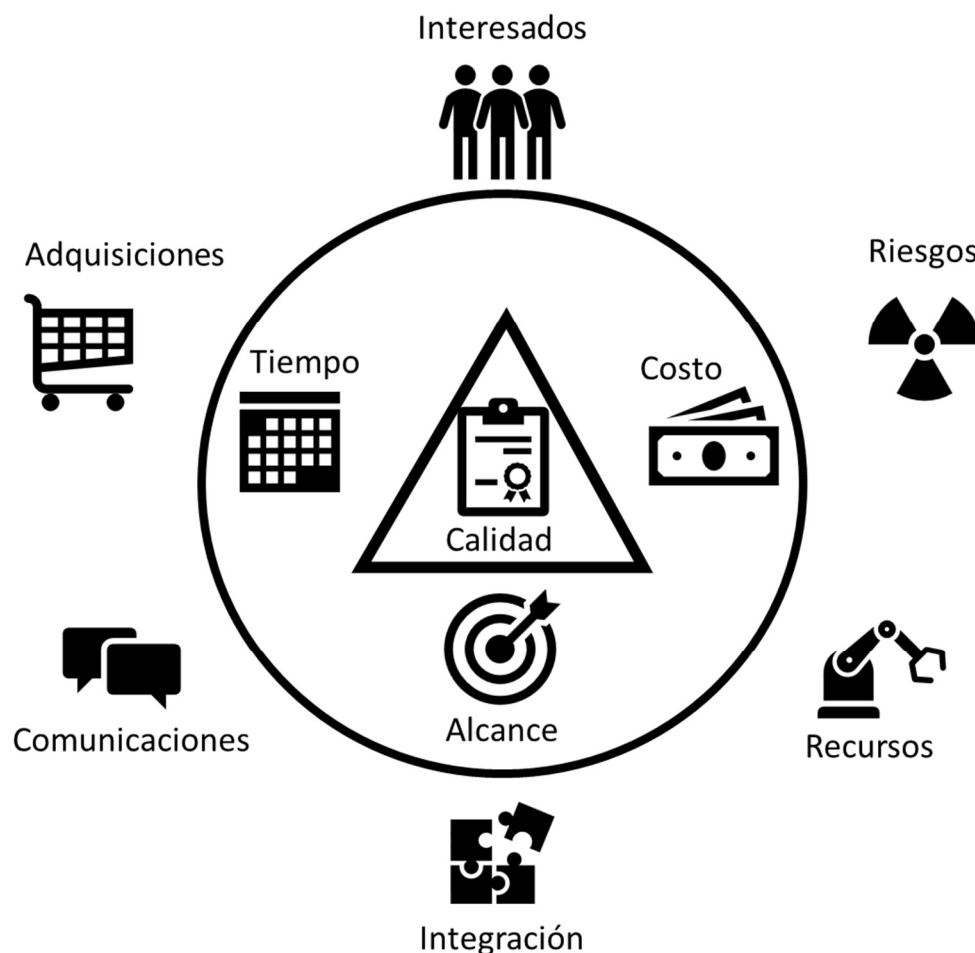 Interesados
Adquisiciones
Riesgos
Tiempo
Costo
Calidad
Alcance
Comunicaciones
Recursos
Integración